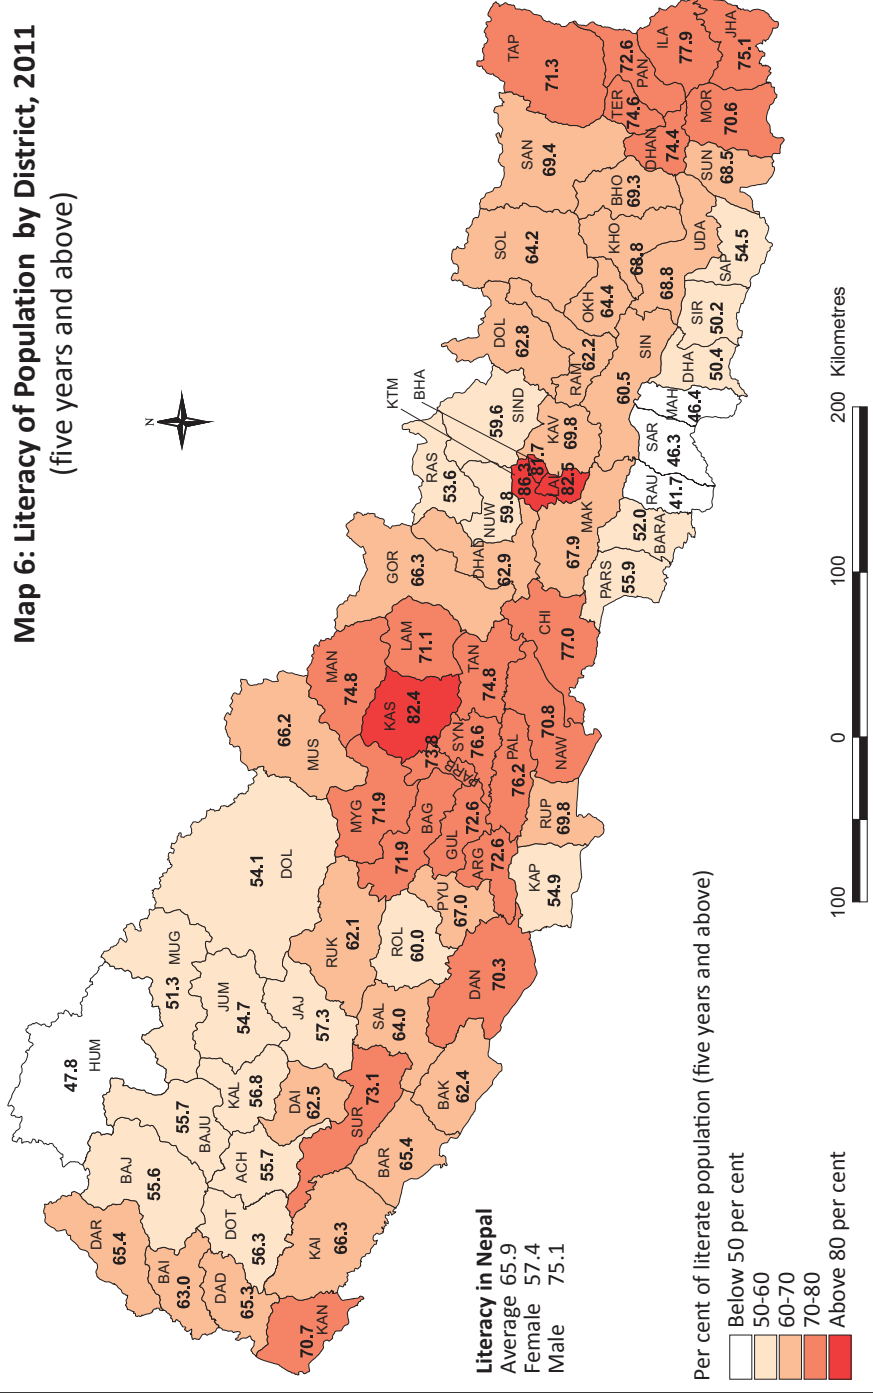 Map 6: Literacy of Population by District, 2011
(five years and above)
N
DAR
65.4
BAI
63.0
DAD
65.3
KAN
70.7
BAJ
55.6
DOT
56.3
KAI
66.3
HUM
47.8
BAJU
55.7
ACH
55.7
KAL
56.8
DAI
62.5
SUR
73.1
BAR
65.4
BAK
62.4
MUG
51.3
JUM
54.7
JAJ
57.3
SAL
64.0
DOL
54.1
RUK
62.1
ROL
60.0
PYU
67.0
DAN
70.3
MUS
66.2
MYG
71.9
BAG
71.9
GUL
72.6
ARG
72.6
KAP
54.9
RUP
69.8
PAL
76.2
NAW
70.8
PARB
73.8
SYN
76.6
KAS
82.4
MAN
74.8
LAM
71.1
TAN
74.8
CHI
77.0
GOR
66.3
DHAD
62.9
MAK
67.9
PARS
55.9
BARA
52.0
RAU
41.7
SAR
46.3
MAH
46.4
RAS
53.6
NUW
59.8
KTM
86.3
BHA
81.7
LAL
82.5
KAV
69.8
SIND
59.6
DOL
62.8
RAM
62.2
SIN
60.5
DHA
50.4
SIR
50.2
SAP
54.5
SOL
64.2
OKH
64.4
KHO
68.8
UDA
68.8
SAN
69.4
BHO
69.3
SUN
68.5
DHAN
74.4
TER
74.6
MOR
70.6
TAP
71.3
PAN
72.6
ILA
77.9
JHA
75.1
Literacy in Nepal
Average 65.9
Female 57.4
Male 75.1
Per cent of literate population (five years and above)
Below 50 per cent
50-60
60-70
70-80
Above 80 per cent
100 0 100 200 Kilometres